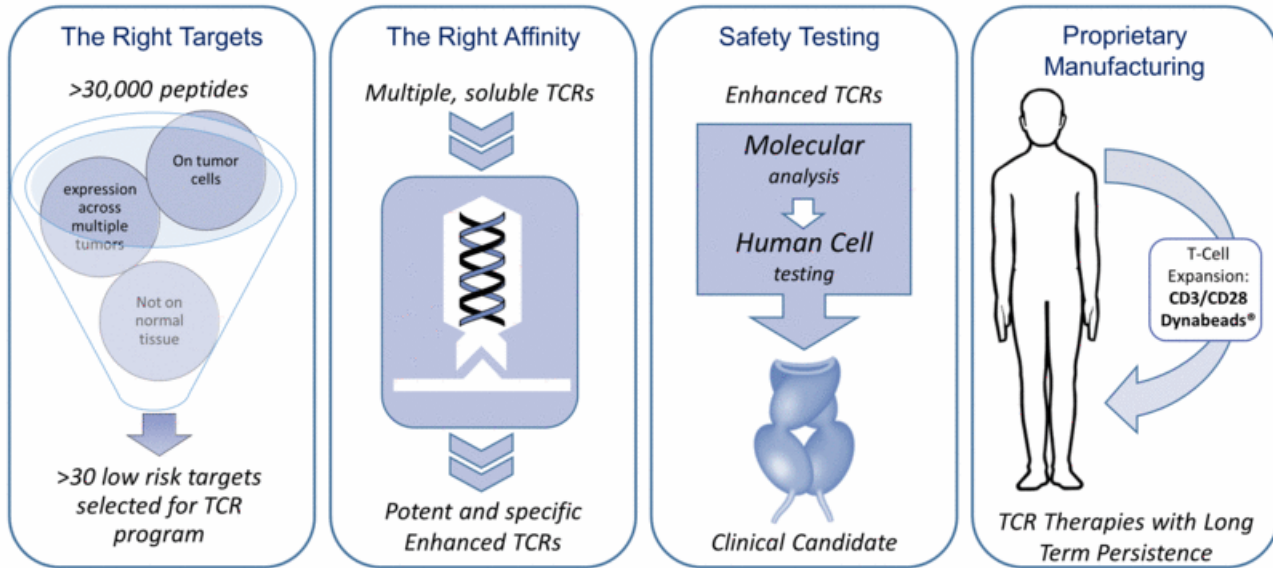 The Right Targets
>30,000 peptides
On tumor
cells
expression
across
multiple
tumors
Not on
normal
tissue
>30 low risk targets
selected for TCR
program
The Right Affinity
Multiple, soluble TCRs
Potent and specific
Enhanced TCRs
Safety Testing
Enhanced TCRs
Molecular
analysis
Human Cell
testing
Clinical Candidate
Proprietary
Manufacturing
T-Cell
Expansion:
CD3/CD28
Dynabeads®
TCR Therapies with Long
Term Persistence